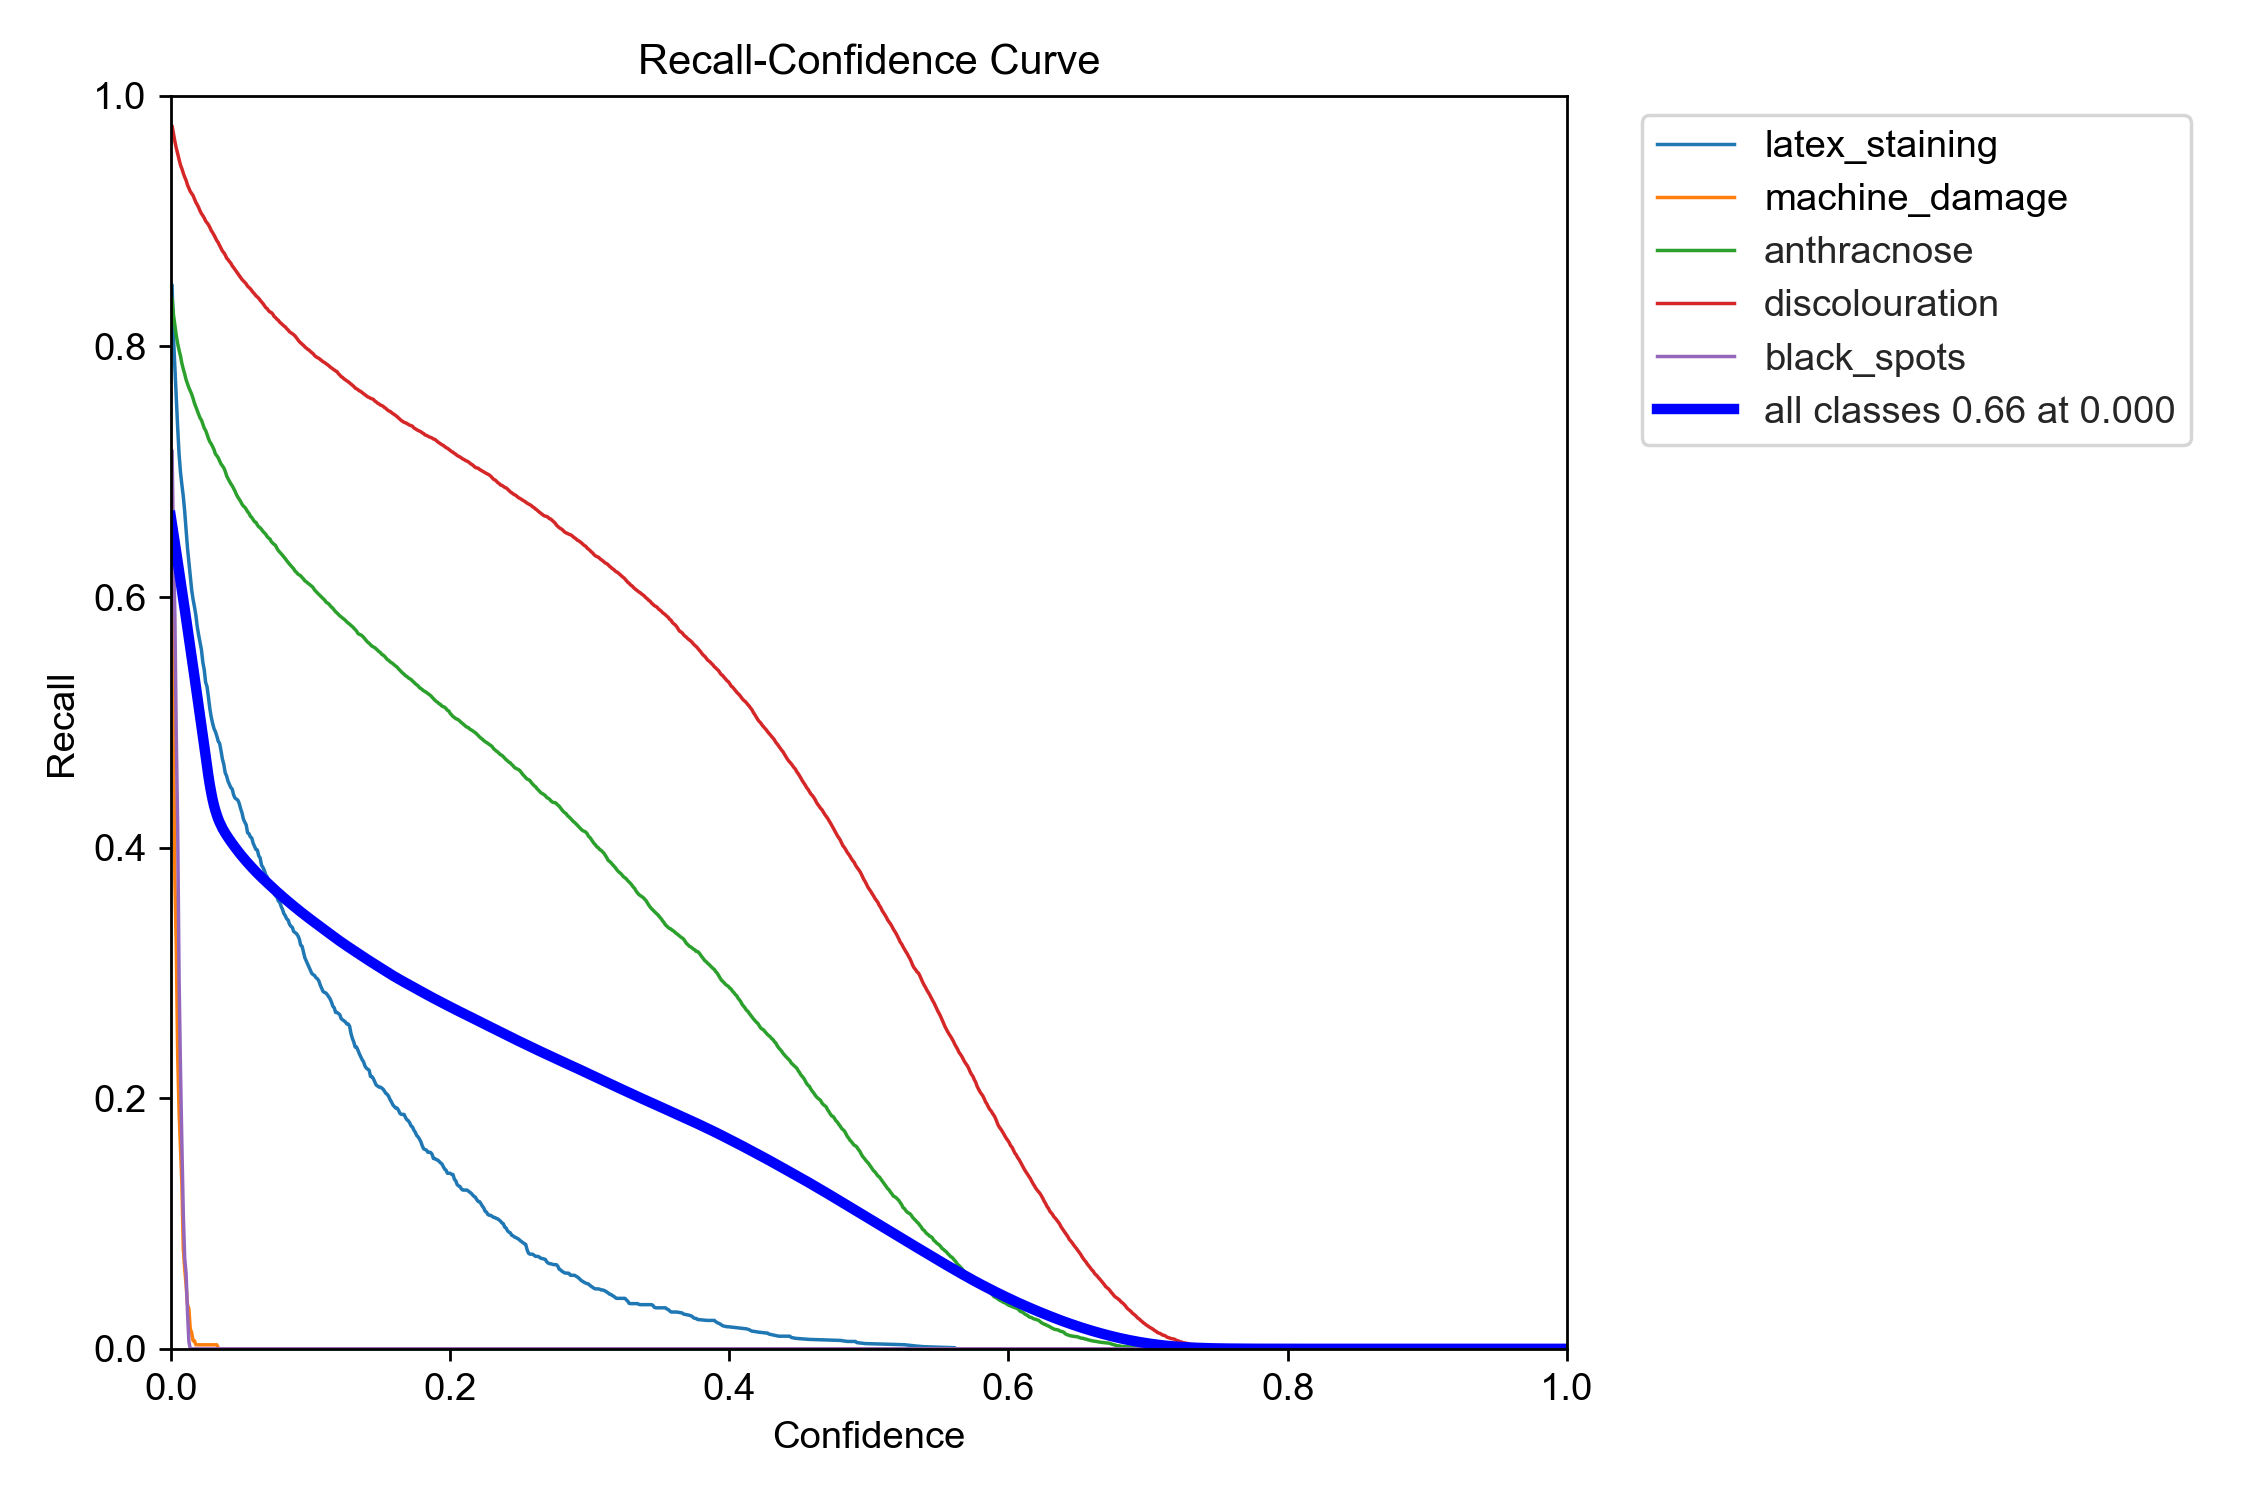 Recall-Confidence Curve
1.0
0.8
0.6
0.4
0.2
0.0
Recall
0.0 0.2 0.4 0.6 0.8 1.0
Confidence
latex_staining
machine_damage
anthracnose
discolouration
black_spots
all classes 0.66 at 0.000